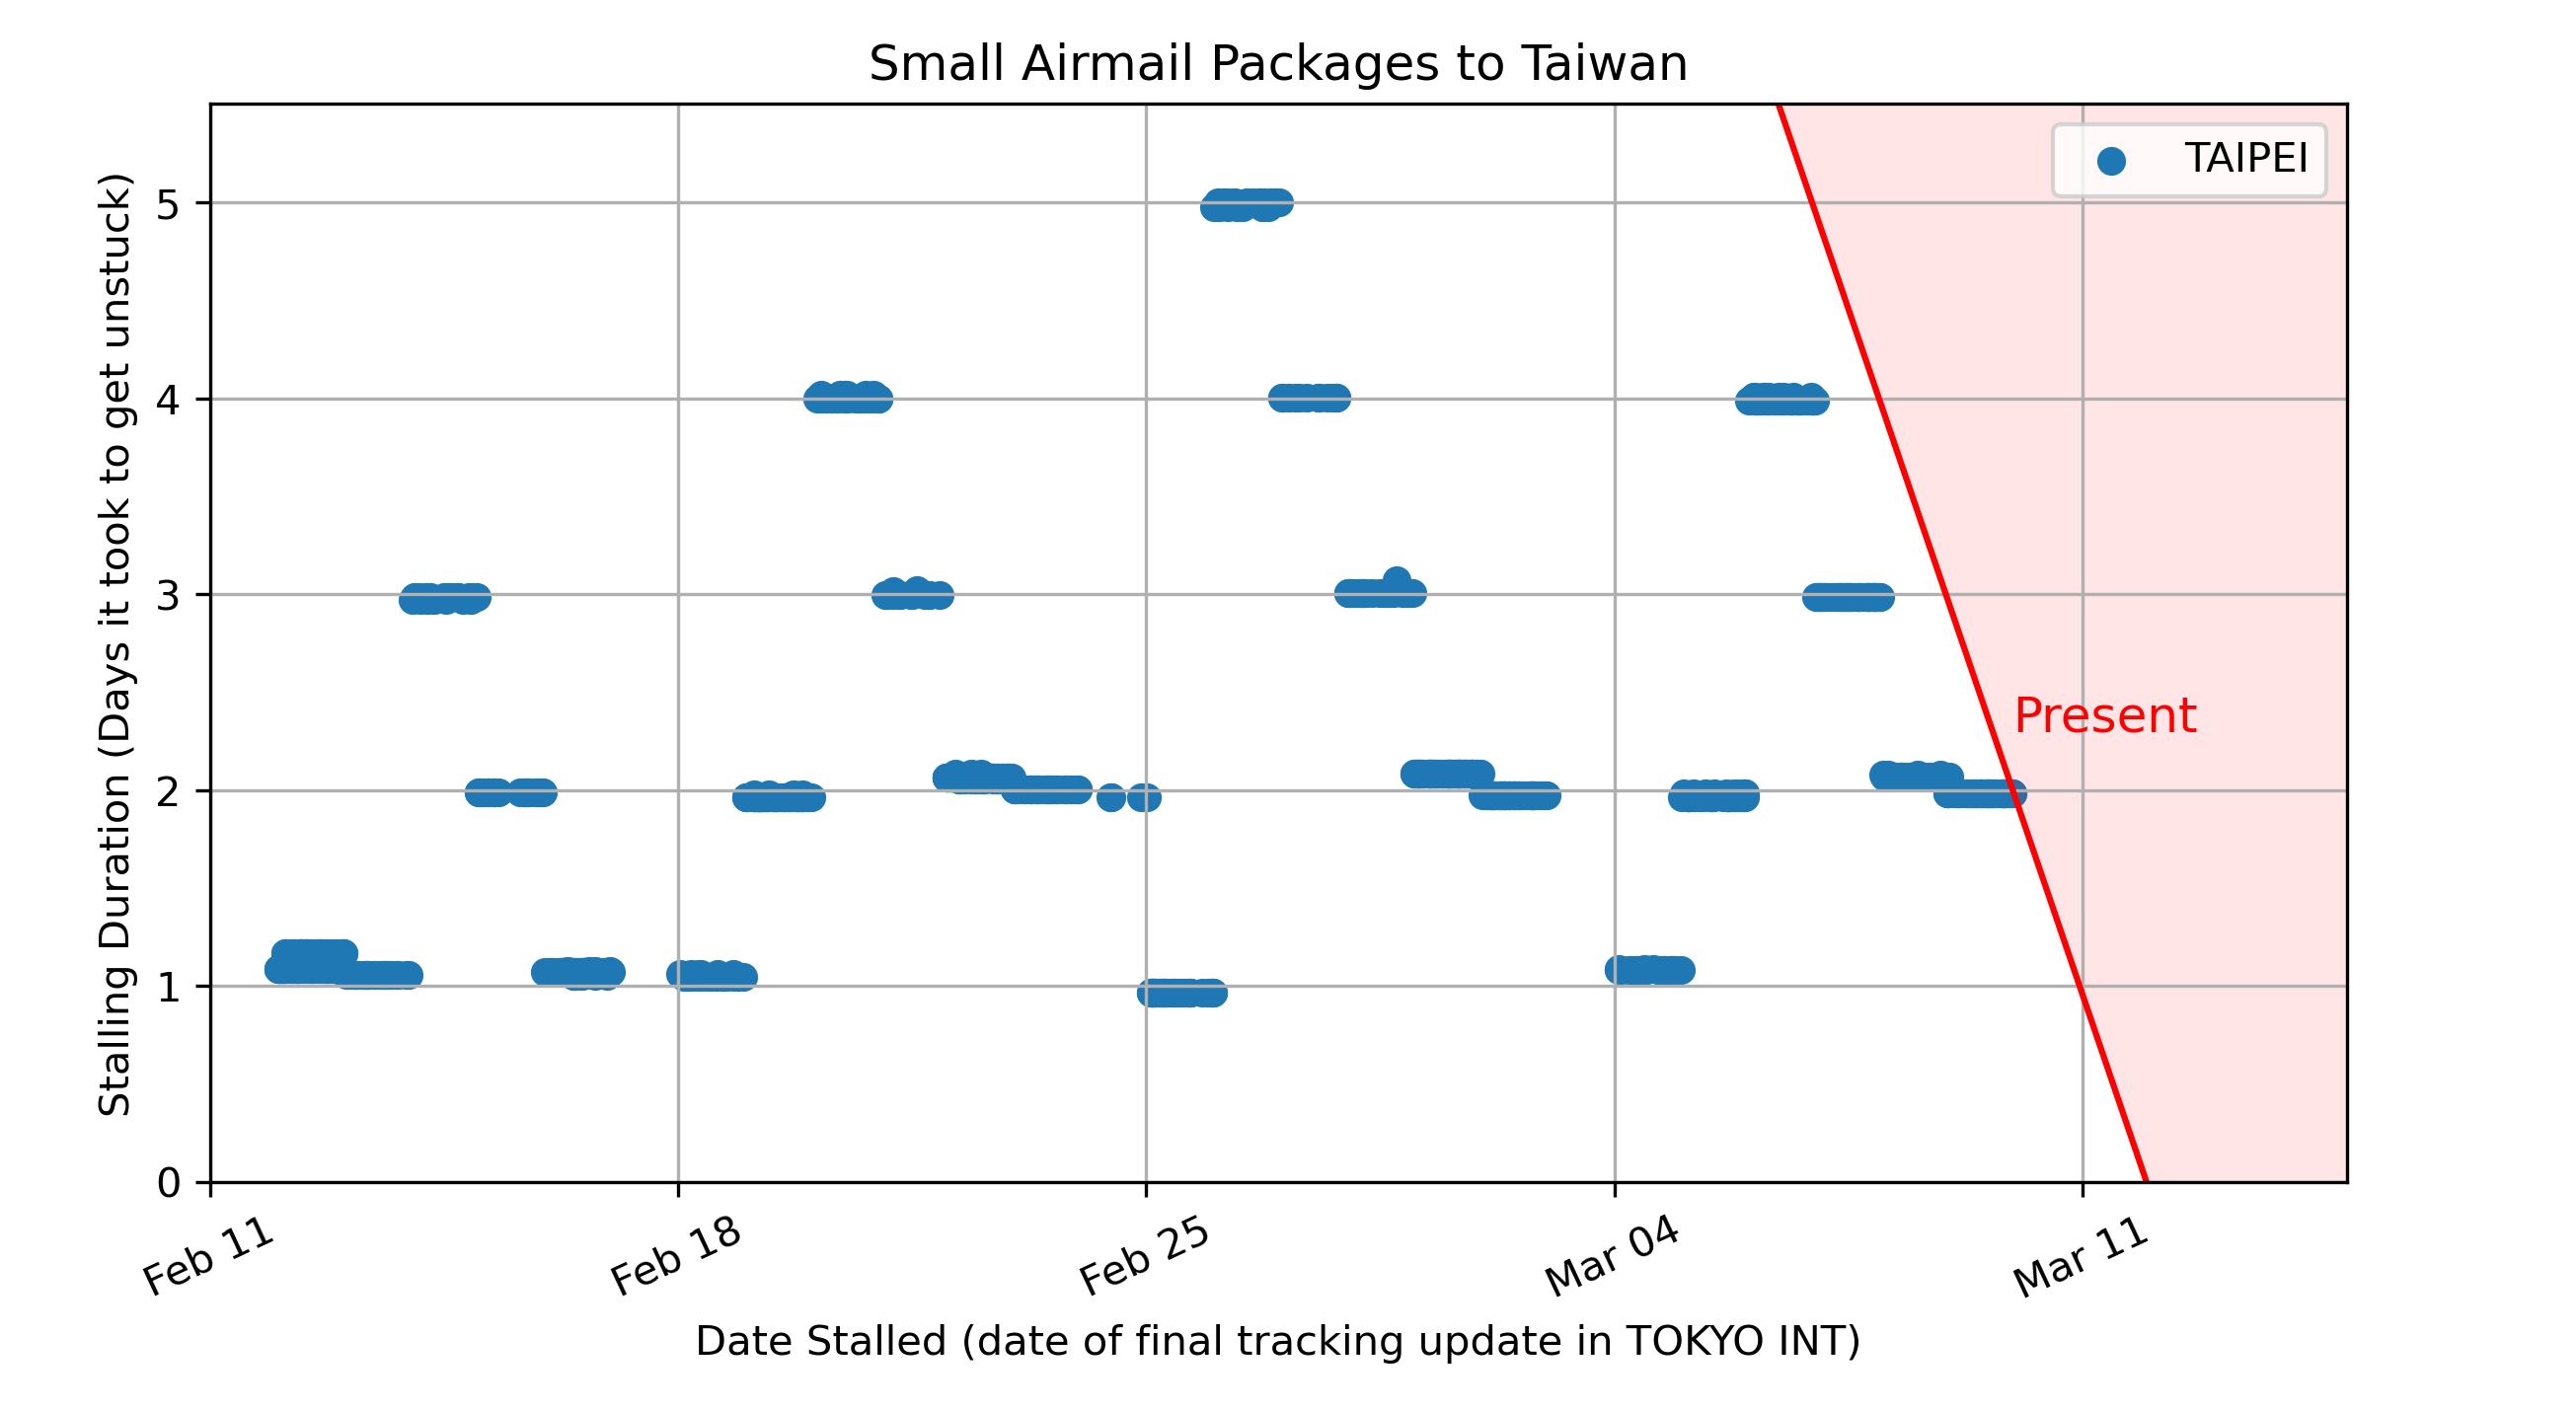 Small Airmail Packages to Taiwan
TAIPEI
Stalling Duration (Days it took to get unstuck)
5
4
3
2
1
0
Present
Feb 11
Feb 18
Feb 25
Mar 04
Mar 11
Date Stalled (date of final tracking update in TOKYO INT)